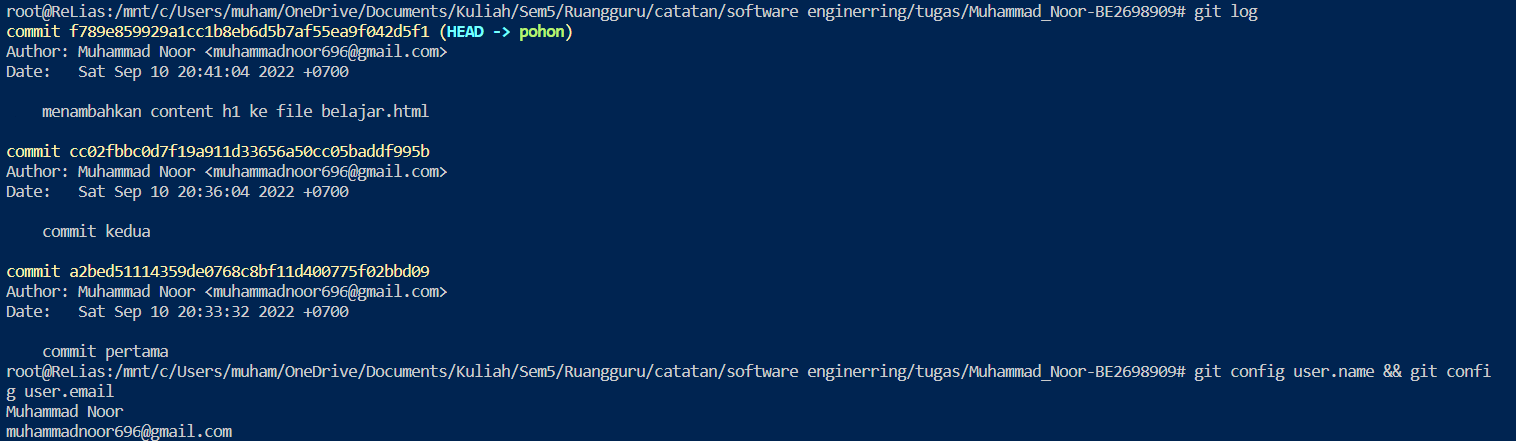 root@ReLias:/mnt/c/Users/muham/OneDrive/Documents/Kuliah/Sem5/Ruangguru/catatan/software enginerring/tugas/Muhammad_Noor-BE2698909# git log
commit f789e859929a1cc1b8eb6d5b7af55ea9f042d5f1 (HEAD -> pohon)
Author: Muhammad Noor <muhammadnoor696@gmail.com>
Date:   Sat Sep 10 20:41:04 2022 +0700

    menambahkan content h1 ke file belajar.html

commit cc02fbbc0d7f19a911d33656a50cc05baddf995b
Author: Muhammad Noor <muhammadnoor696@gmail.com>
Date:   Sat Sep 10 20:36:04 2022 +0700

    commit kedua

commit a2bed51114359de0768c8bf11d400775f02bbd09
Author: Muhammad Noor <muhammadnoor696@gmail.com>
Date:   Sat Sep 10 20:33:32 2022 +0700

    commit pertama
root@ReLias:/mnt/c/Users/muham/OneDrive/Documents/Kuliah/Sem5/Ruangguru/catatan/software enginerring/tugas/Muhammad_Noor-BE2698909# git config user.name && git confi
g user.email
Muhammad Noor
muhammadnoor696@gmail.com